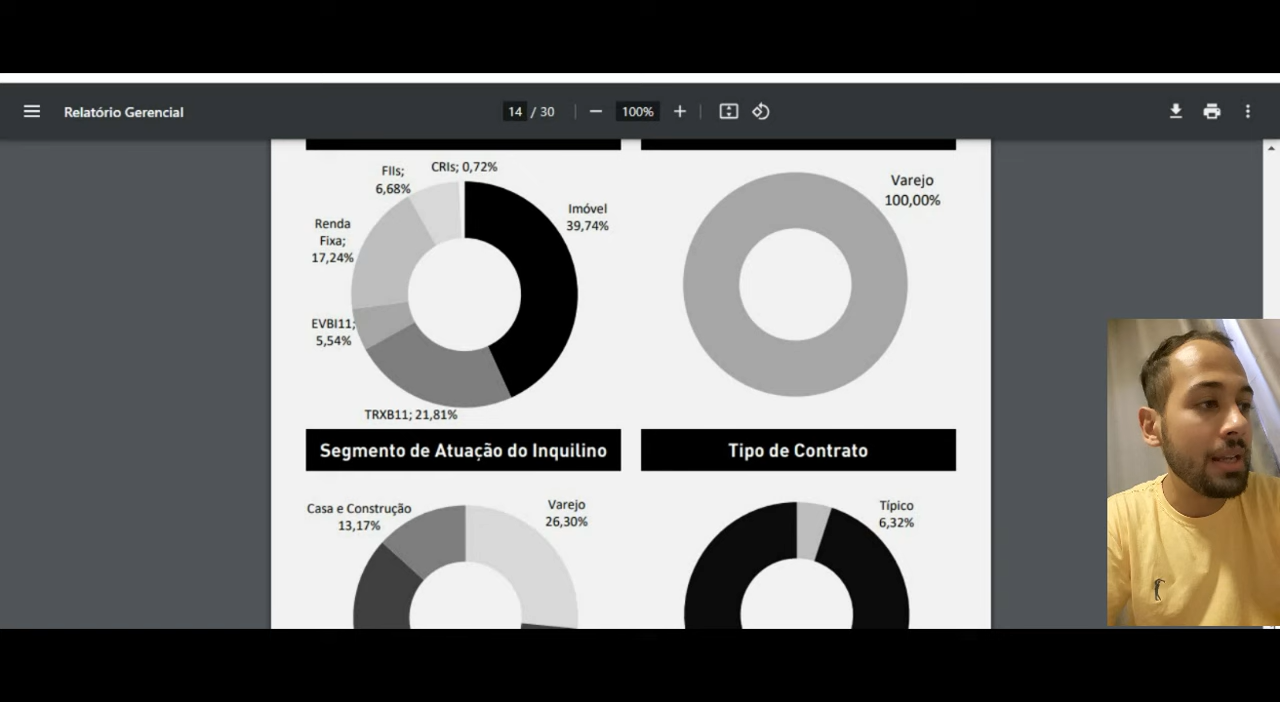 Relatório Gerencial
14 / 30
100%
CRIs; 0,72%
FIIs;
6,68%
Imóvel
39,74%
Renda
Fixa;
17,24%
EVBI11;
5,54%
TRXB11; 21,81%
Varejo
100,00%
Segmento de Atuação do Inquilino
Tipo de Contrato
Casa e Construção
13,17%
Varejo
26,30%
Típico
6,32%